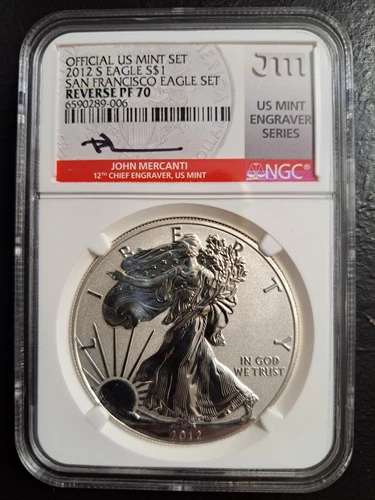 OFFICIAL US MINT SET
2012 S EAGLE S$1
SAN FRANCISCO EAGLE SET
REVERSE PF 70
6590289-006
JM
US MINT
ENGRAVER
SERIES
JOHN MERCANTI
12TH CHIEF ENGRAVER, US MINT
NGC
LIBERTY
IN GOD
WE TRUST
2012